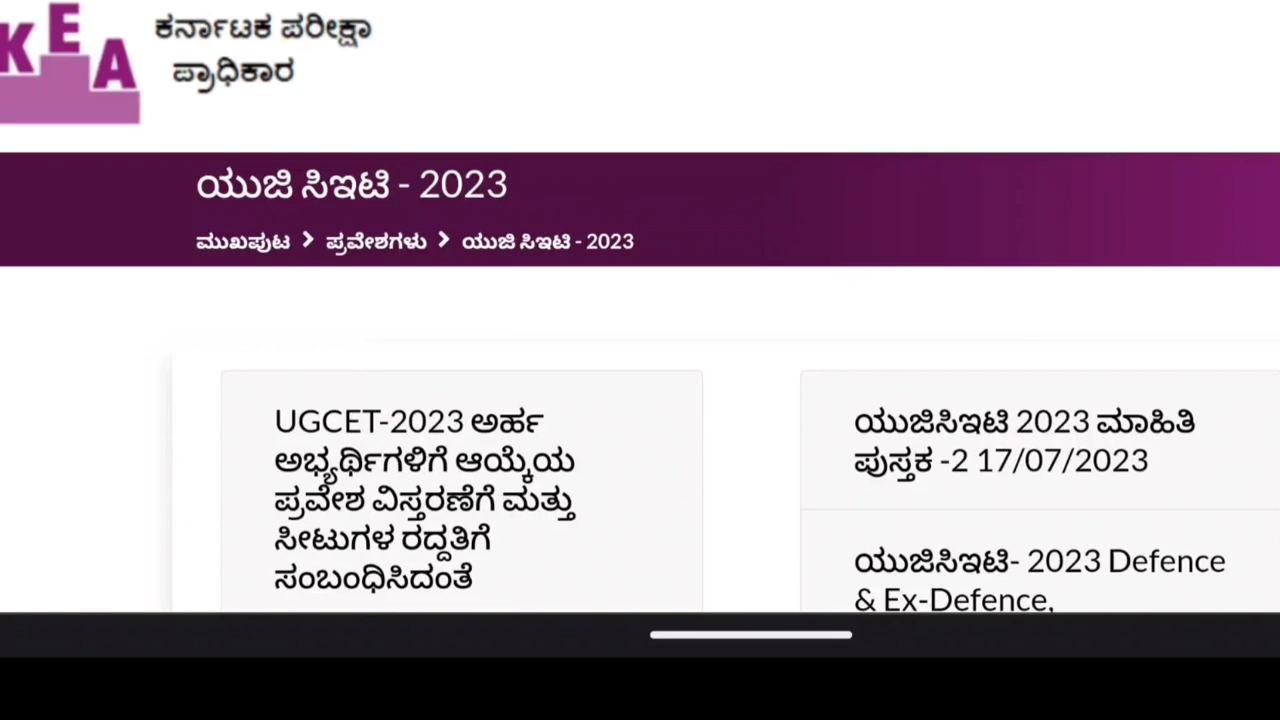 KEA
ಕರ್ನಾಟಕ ಪರೀಕ್ಷಾ
ಪ್ರಾಧಿಕಾರ
ಯುಜಿ ಸಿಇಟಿ - 2023
ಮುಖಪುಟ > ಪ್ರವೇಶಗಳು > ಯುಜಿ ಸಿಇಟಿ - 2023
UGCET-2023 ಅರ್ಹ
ಅಭ್ಯರ್ಥಿಗಳಿಗೆ ಆಯ್ಕೆಯ
ಪ್ರವೇಶ ವಿಸ್ತರಣೆಗೆ ಮತ್ತು
ಸೀಟುಗಳ ರದ್ದತಿಗೆ
ಸಂಬಂಧಿಸಿದಂತೆ
ಯುಜಿಸಿಇಟಿ 2023 ಮಾಹಿತಿ
ಪುಸ್ತಕ -2 17/07/2023
ಯುಜಿಸಿಇಟಿ- 2023 Defence
& Ex-Defence,